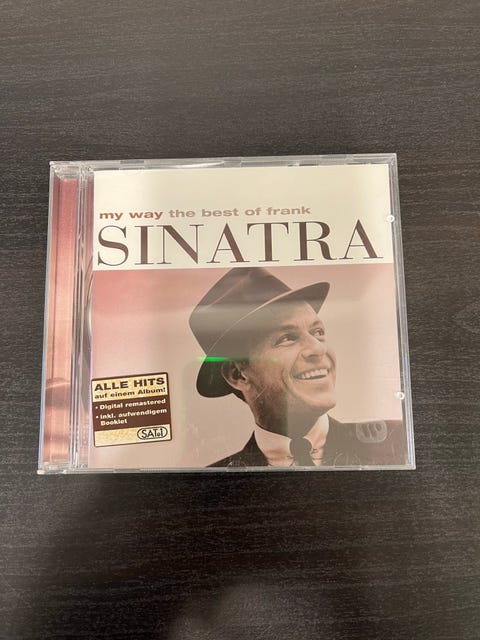 my way the best of frank
SINATRA
ALLE HITS
auf einem Album!
• Digital remastered
• inkl. aufwendigem
Booklet
SAT.1